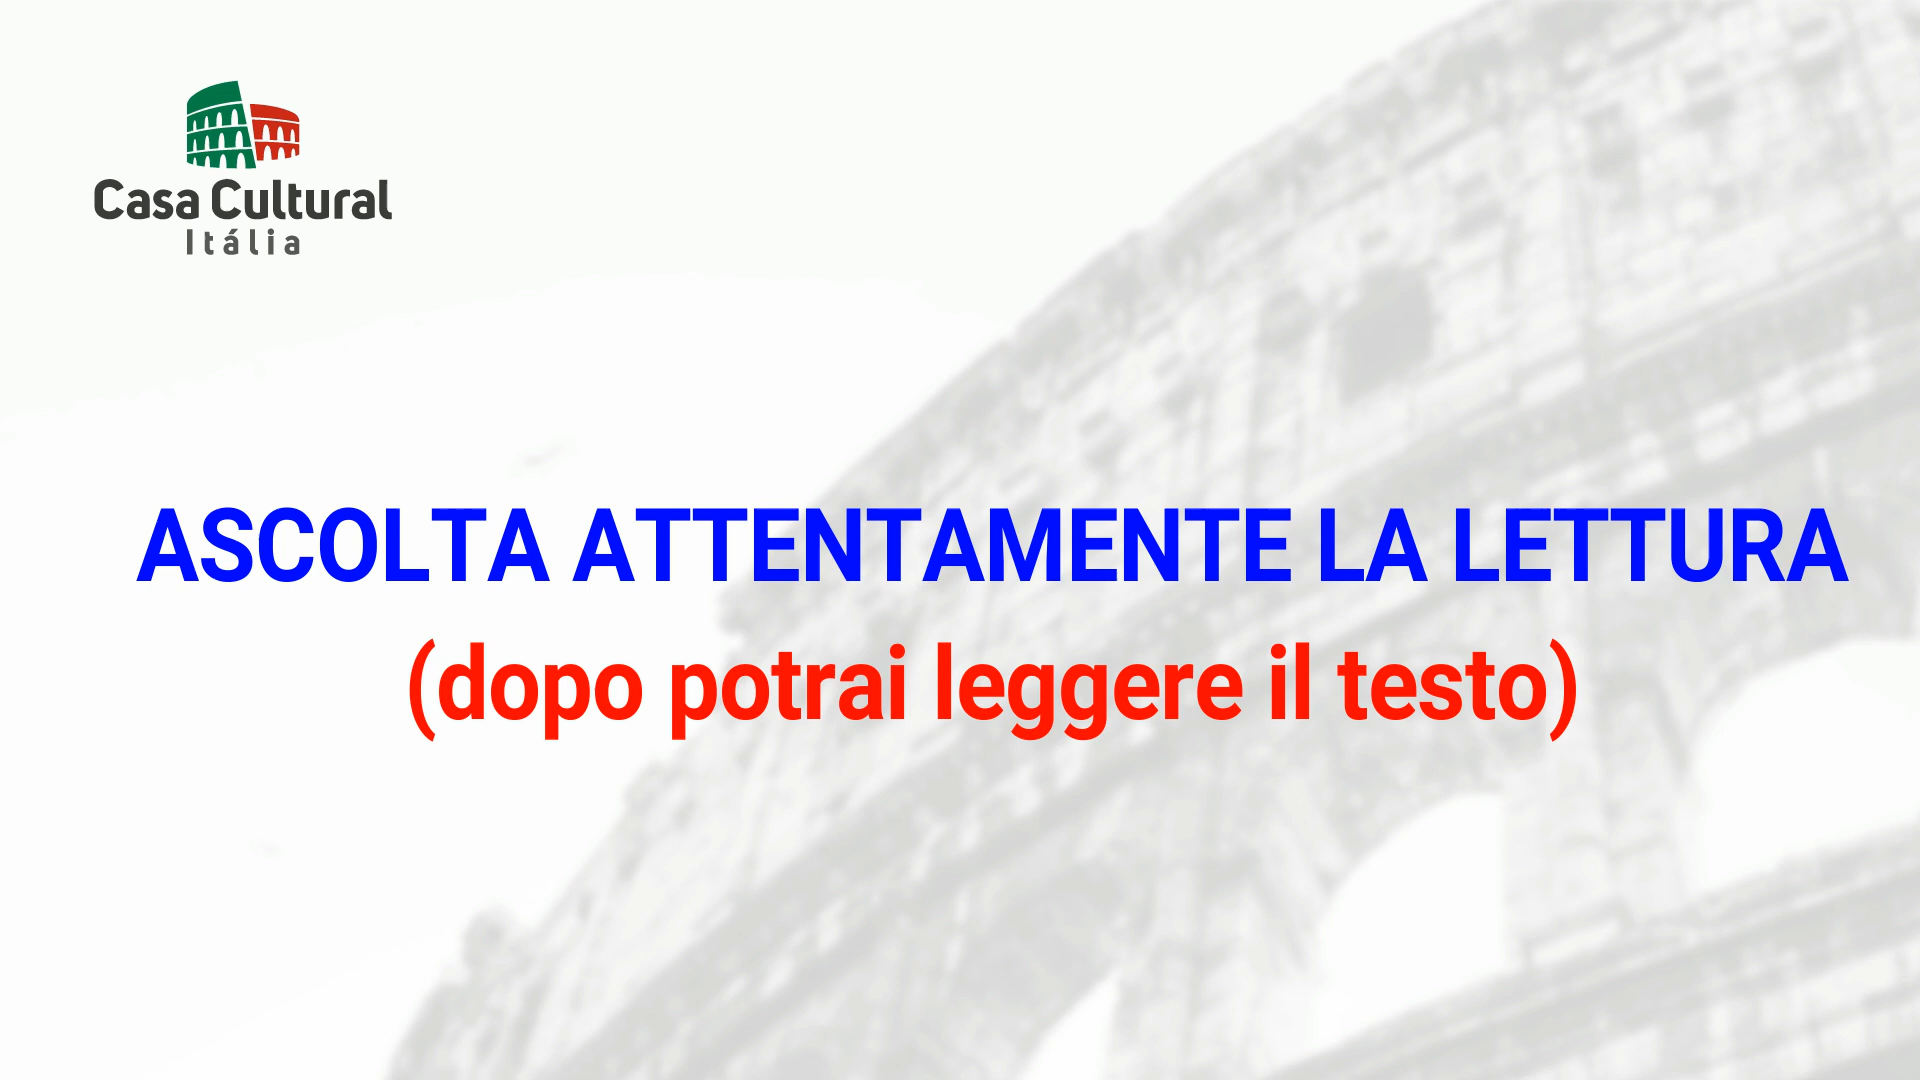 Casa Cultural
Itália
ASCOLTA ATTENTAMENTE LA LETTURA
(dopo potrai leggere il testo)